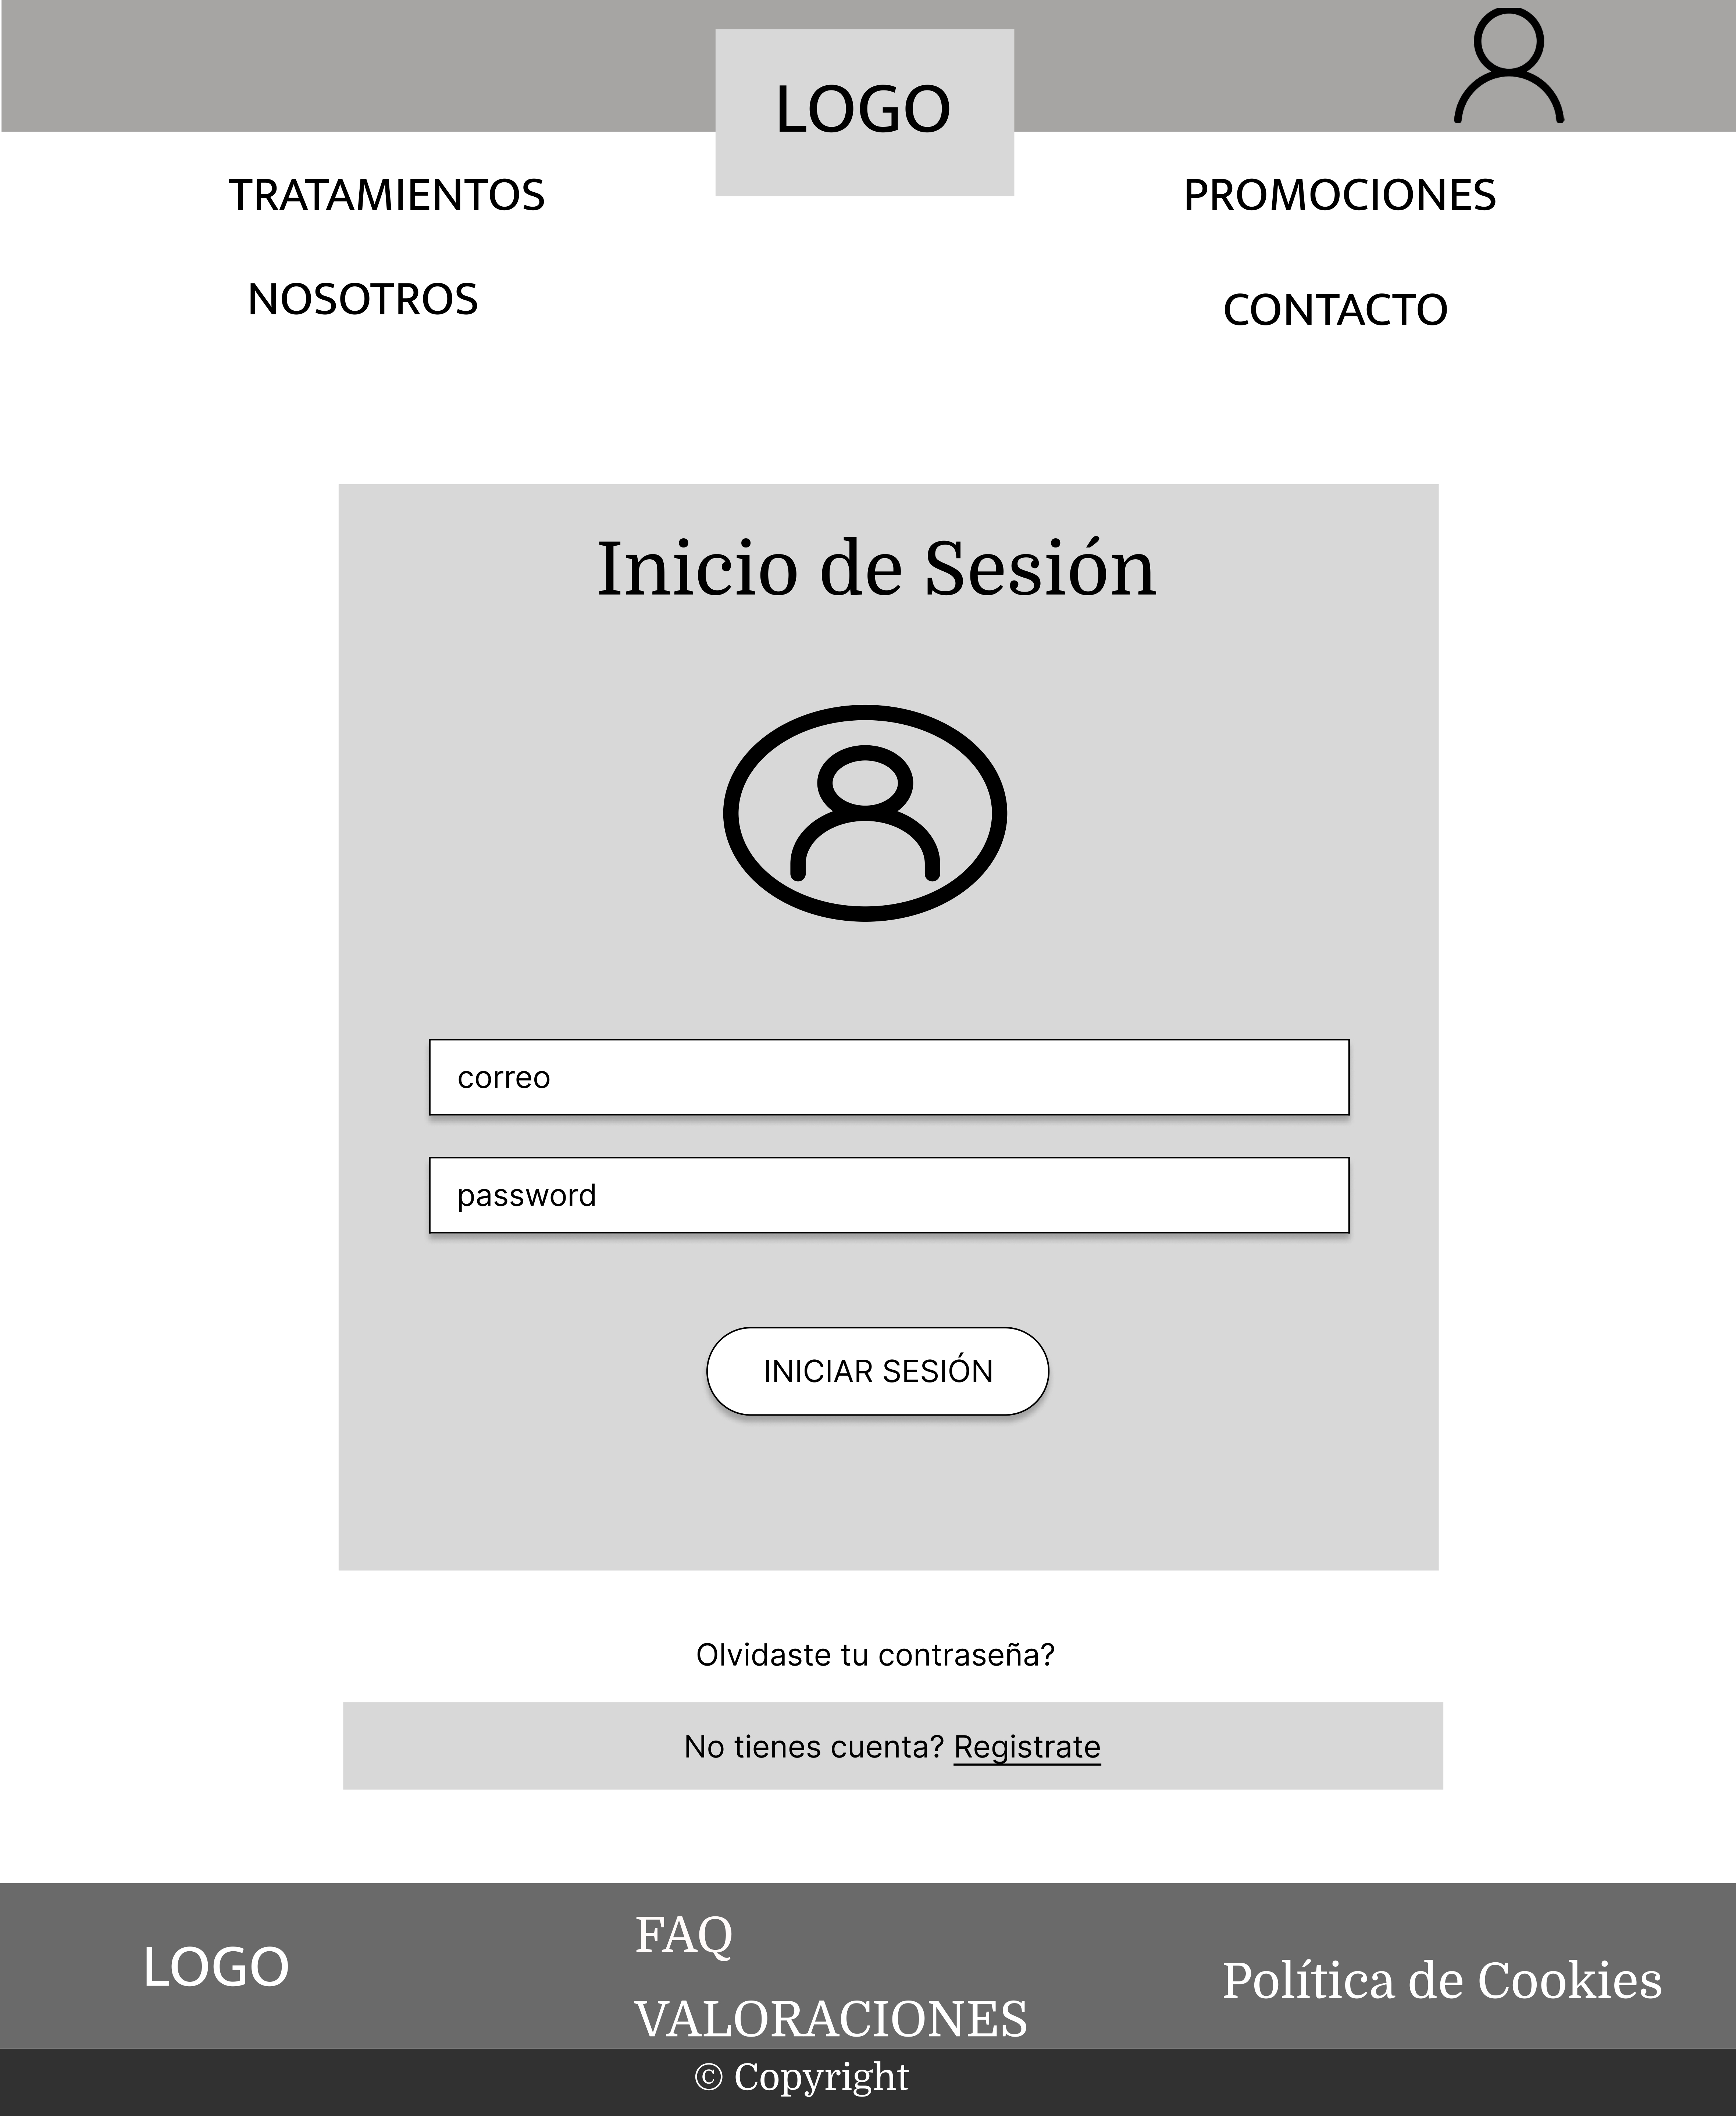 LOGO
TRATAMIENTOS
PROMOCIONES
NOSOTROS
CONTACTO
Inicio de Sesión
correo
password
INICIAR SESIÓN
Olvidaste tu contraseña?
No tienes cuenta? Registrate
LOGO
FAQ
VALORACIONES
Política de Cookies
© Copyright